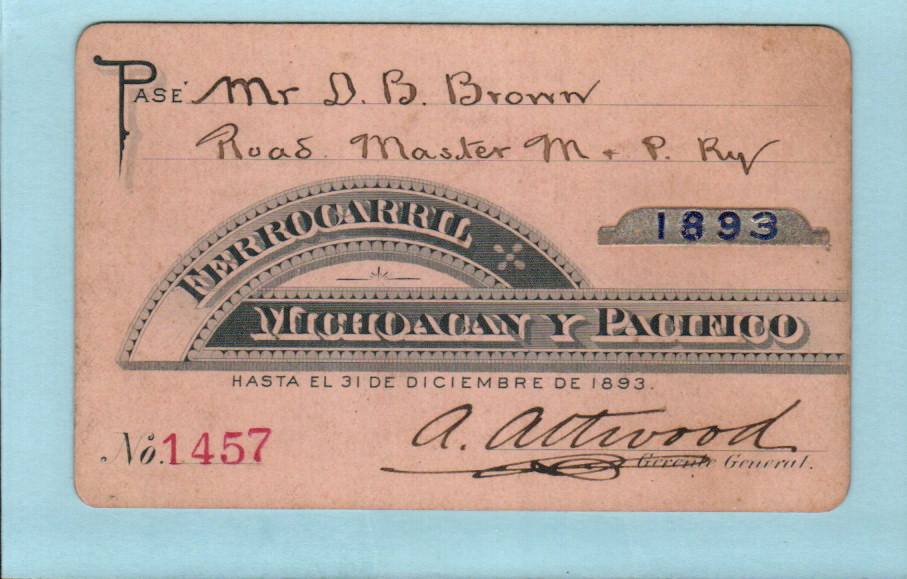 PASE Mr D. B. Brown
Road Master M + P. Ry
FERROCARRIL
1893
MICHOACAN Y PACIFICO
HASTA EL 31 DE DICIEMBRE DE 1893.
No. 1457
A. Attwood
Gerente General.